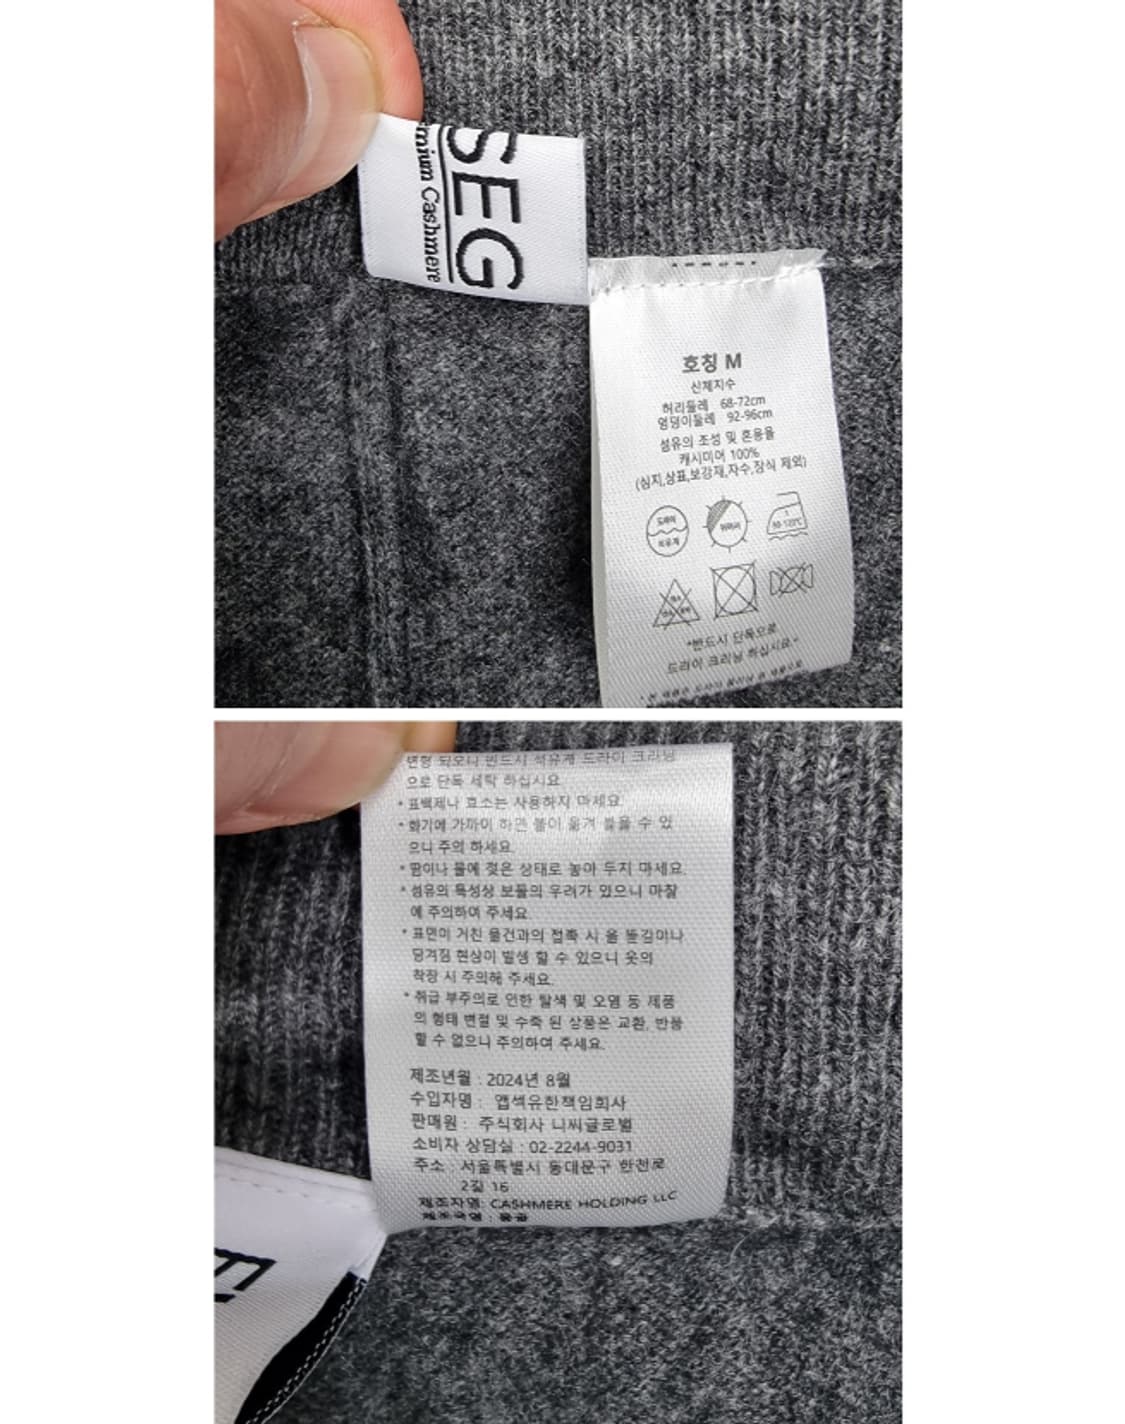 SEG
mium Cashmere
호칭 M
신체지수
허리둘레 68-72cm
엉덩이둘레 92-96cm
섬유의 조성 및 혼용율
캐시미어 100%
(심지,상표,보강재,자수,장식 제외)
드라이
석유계
*반드시 단독으로
드라이 크리닝 하십시요.*
변형 되오니 반드시 석유계 드라이 크리닝
으로 단독 세탁 하십시요
* 표백제나 효소는 사용하지 마세요
* 화기에 가까이 하면 불이 옮겨 붙을 수 있
으니 주의 하세요.
* 땀이나 물에 젖은 상태로 놓아 두지 마세요.
* 섬유의 특성상 보풀의 우려가 있으니 마찰
에 주의하여 주세요.
* 표면이 거친 물건과의 접촉 시 올 뜯김이나
당겨짐 현상이 발생 할 수 있으니 옷의
착장 시 주의해 주세요.
* 취급 부주의로 인한 탈색 및 오염 등 제품
의 형태 변절 및 수축 된 상품은 교환, 반품
할 수 없으니 주의하여 주세요.
제조년월 : 2024년 8월
수입자명 : 앱섹유한책임회사
판매원 : 주식회사 니씨글로벌
소비자 상담실 : 02-2244-9031
주소 : 서울특별시 동대문구 한천로
2길 16
제조자명: CASHMERE HOLDING LLC
제조국명 : 몽골